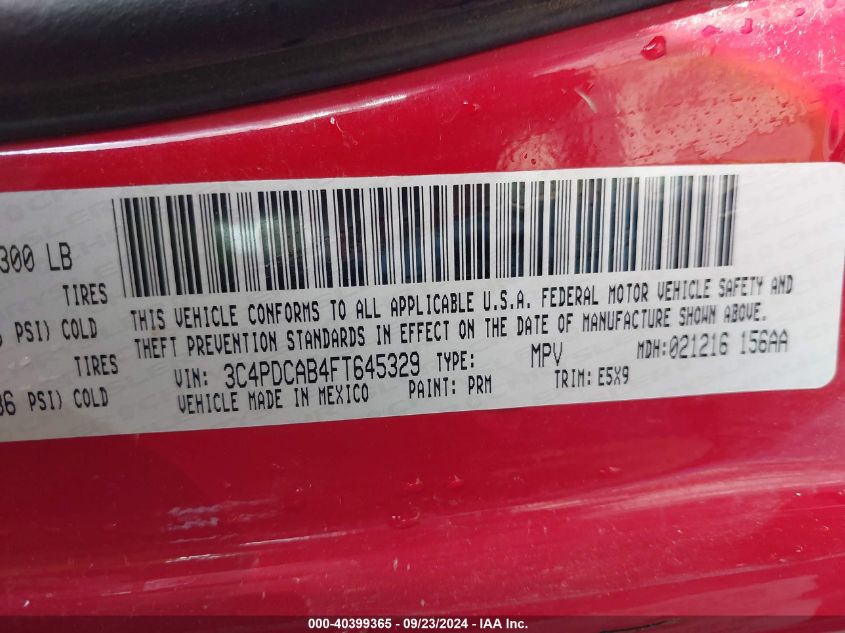 300 LB
TIRES
PSI) COLD
TIRES
36 PSI) COLD
THIS VEHICLE CONFORMS TO ALL APPLICABLE U.S.A. FEDERAL MOTOR VEHICLE SAFETY AND
THEFT PREVENTION STANDARDS IN EFFECT ON THE DATE OF MANUFACTURE SHOWN ABOVE.
VIN: 3C4PDCAB4FT645329 TYPE: MPV MDH:021216 156AA
VEHICLE MADE IN MEXICO PAINT: PRM TRIM: E5X9
000-40399365 - 09/23/2024 - IAAI Inc.